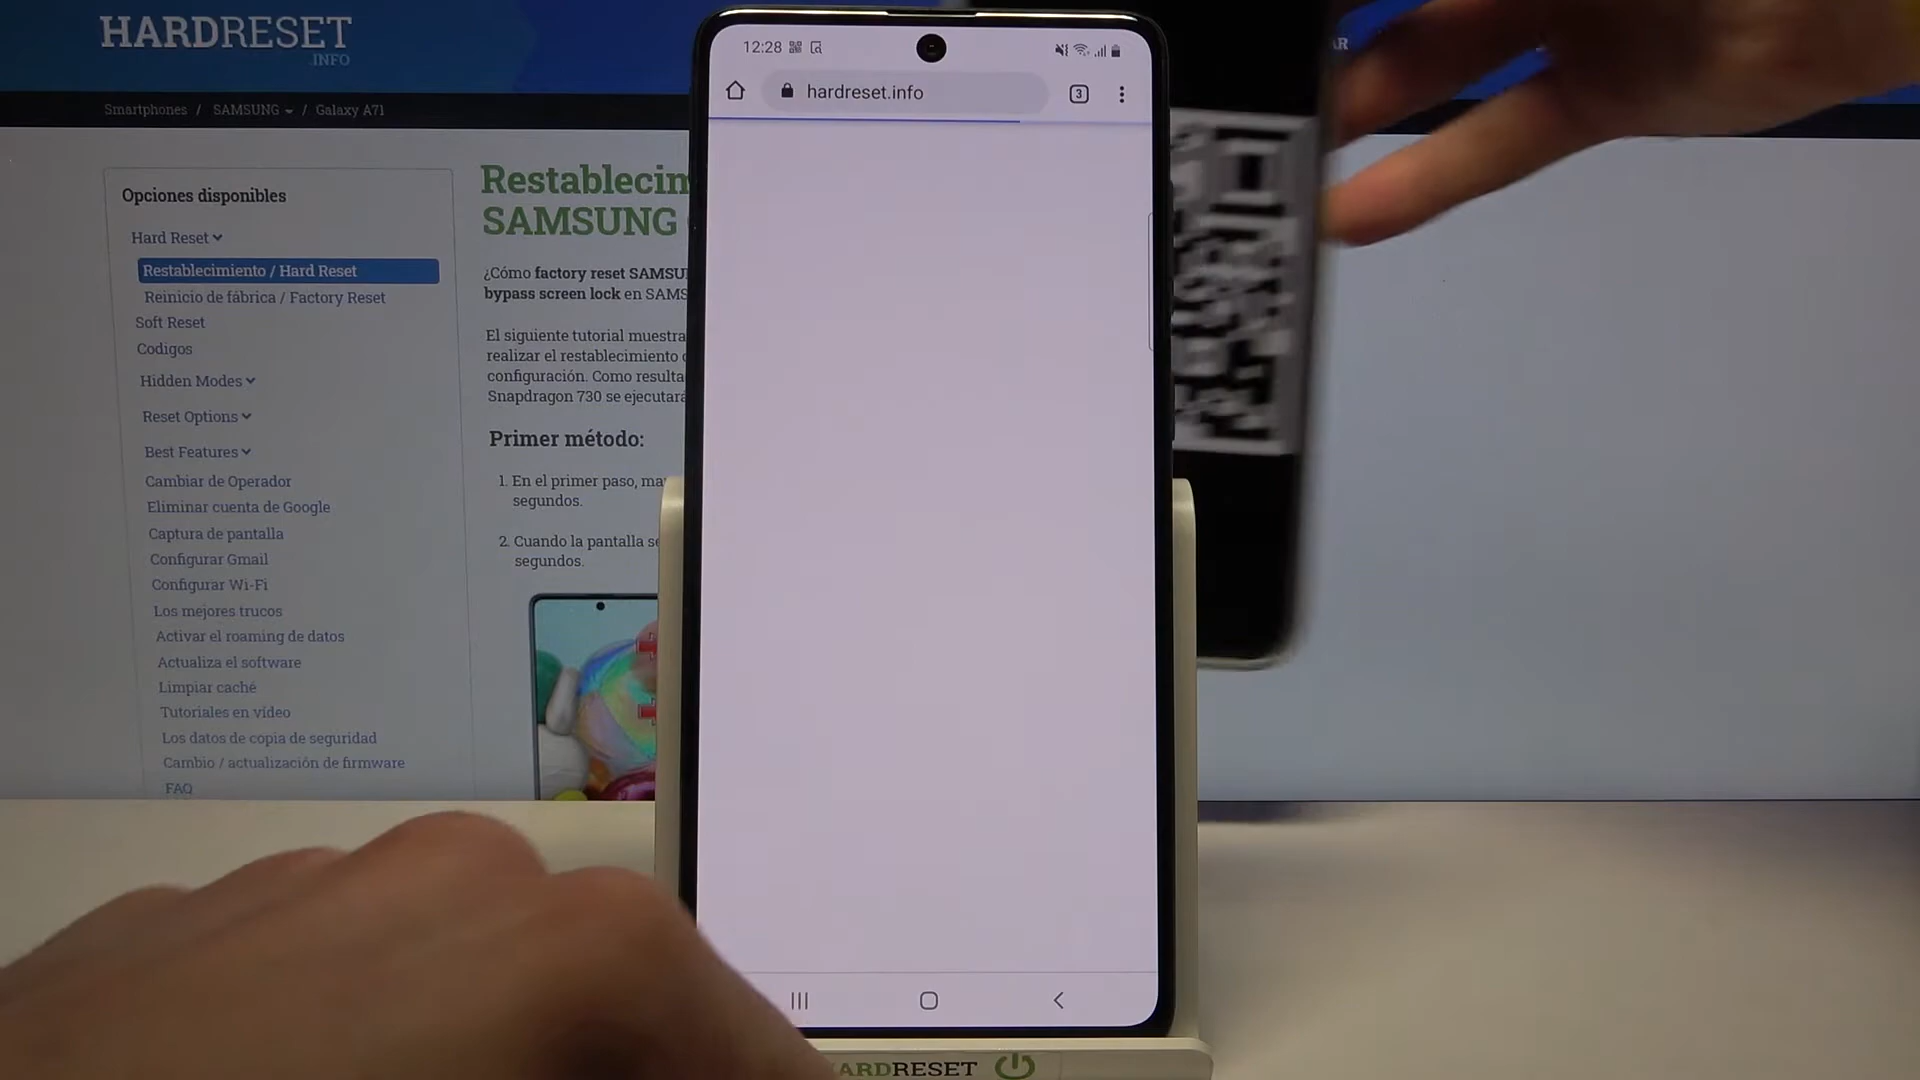 HARDRESET
.INFO
Smartphones / SAMSUNG / Galaxy A71
Opciones disponibles
Hard Reset
Restablecimiento / Hard Reset
Reinicio de fábrica / Factory Reset
Soft Reset
Codigos
Hidden Modes
Reset Options
Best Features
Cambiar de Operador
Eliminar cuenta de Google
Captura de pantalla
Configurar Gmail
Configurar Wi-Fi
Los mejores trucos
Activar el roaming de datos
Actualiza el software
Limpiar caché
Tutoriales en vídeo
Los datos de copia de seguridad
Cambio / actualización de firmware
FAQ
SAMSUNG
¿Cómo factory reset
bypass screen lock en
El siguiente tutorial muestra
realizar el restablecimiento
configuración. Como
Snapdragon 730 se
Primer método:
1. En el primer paso,
segundos.
2. Cuando la pantalla
segundos.
12:28
hardreset.info
3
HARDRESET